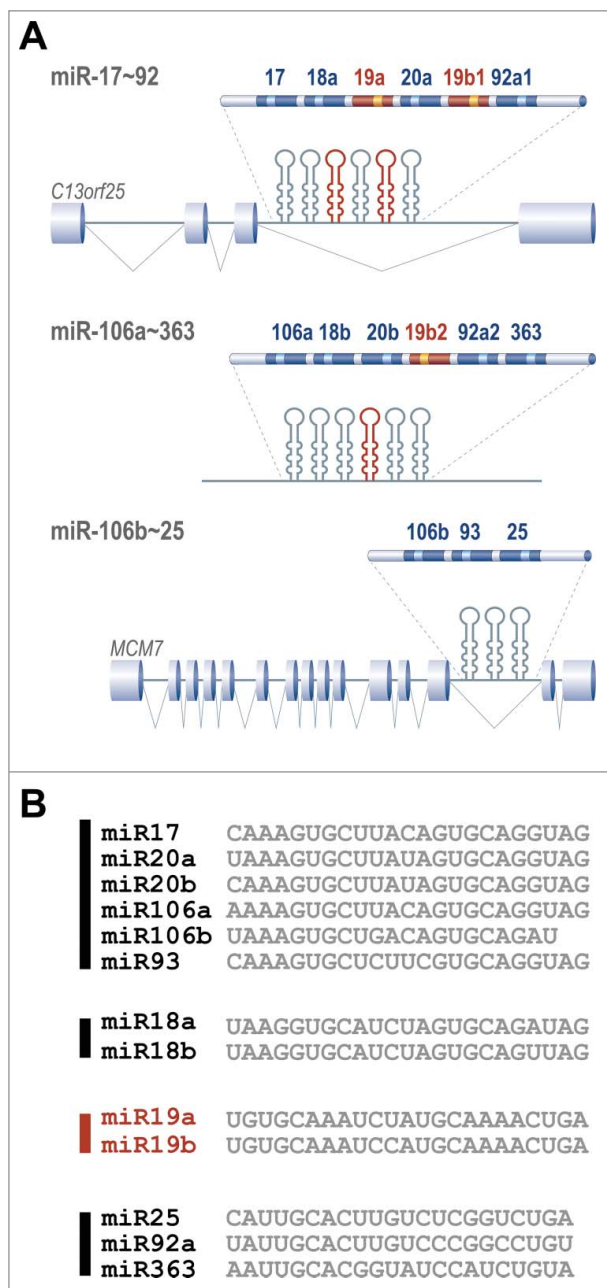 A
miR-17~92
17 18a 19a 20a 19b1 92a1
C13orf25
miR-106a~363
106a 18b 20b 19b2 92a2 363
miR-106b~25
106b 93 25
MCM7
B
miR17 CAAAGUGCUUACAGUGCAGGUAG
miR20a UAAAGUGCUUAUAGUGCAGGUAG
miR20b CAAAGUGCUUAUAGUGCAGGUAG
miR106a AAAAGUGCUUACAGUGCAGGUAG
miR106b UAAAGUGCUGACAGUGCAGAU
miR93 CAAAGUGCUCUUCGUGCAGGUAG
miR18a UAAGGUGCAUCUAGUGCAGAUAG
miR18b UAAGGUGCAUCUAGUGCAGUUAG
miR19a UGUGCAAAUCUAUGCAAAACUGA
miR19b UGUGCAAAUCCAUGCAAAACUGA
miR25 CAUUGCACUUGUCUCGGUCUGA
miR92a UAUUGCACUUGUCCCGGCCUGU
miR363 AAUUGCACGGUAUCCAUCUGUA